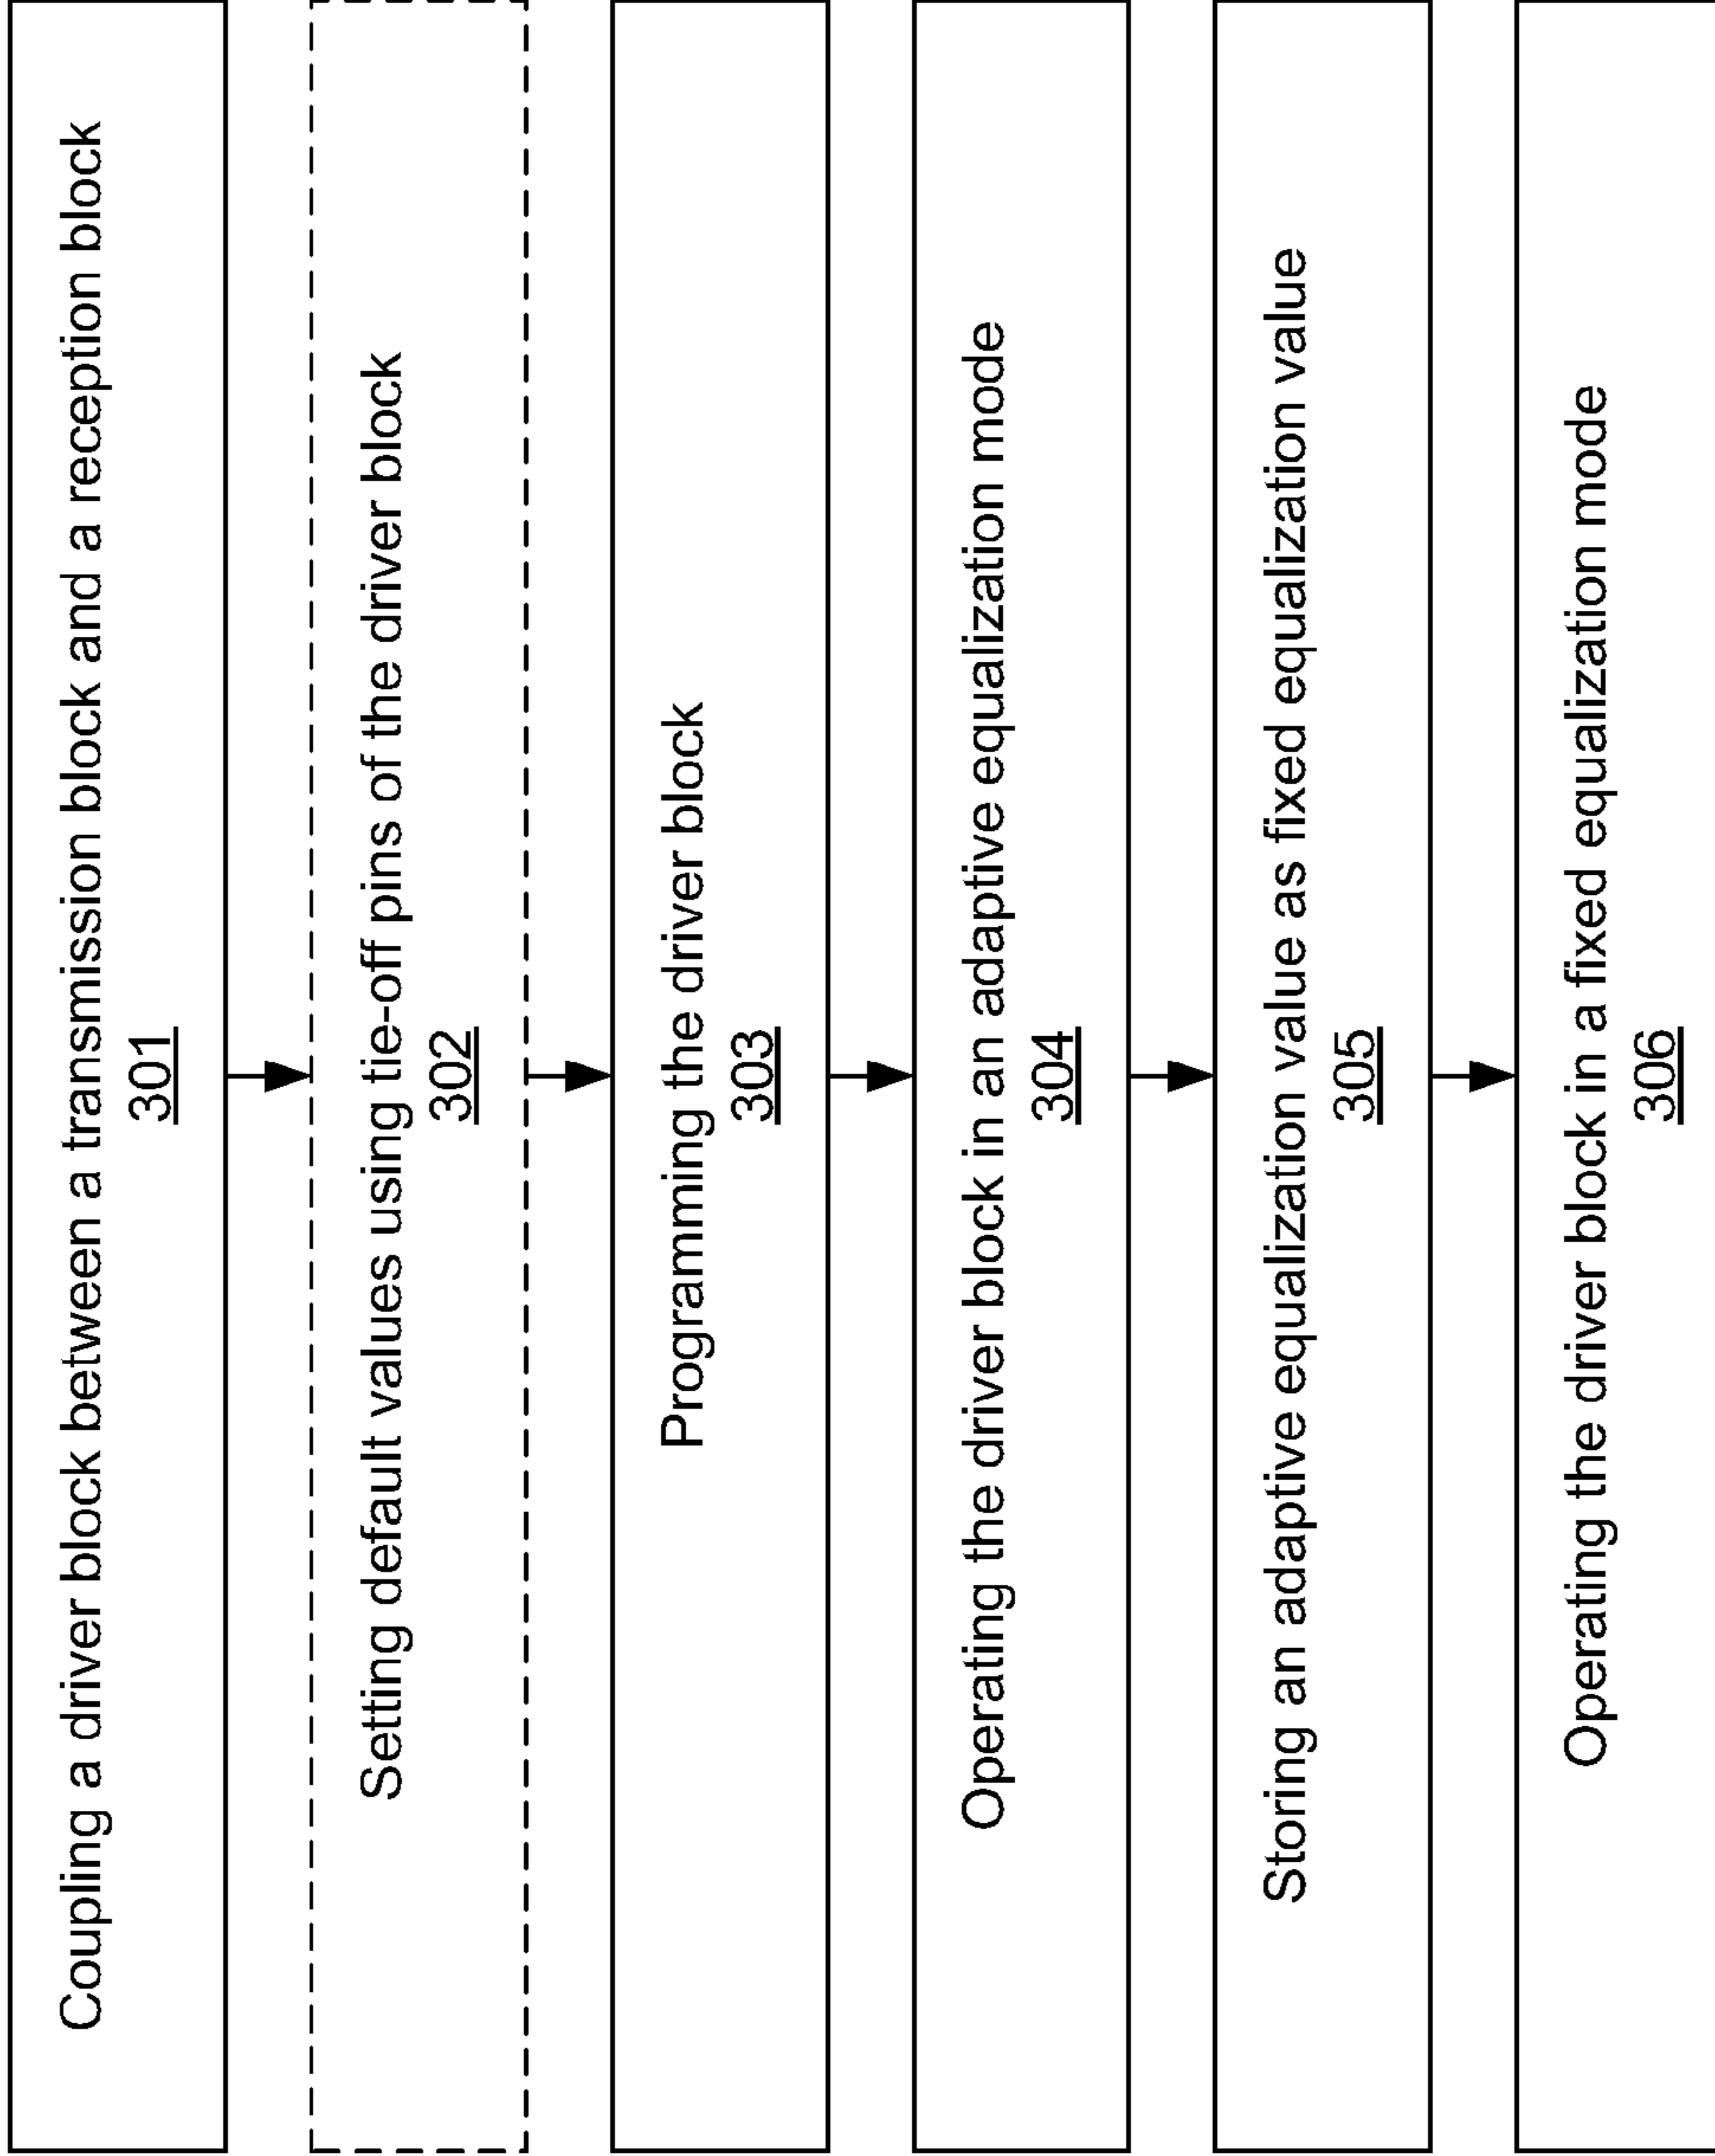 Coupling a driver block between a transmission block and a reception block
301
Setting default values using tie-off pins of the driver block
302
Programming the driver block
303
Operating the driver block in an adaptive equalization mode
304
Storing an adaptive equalization value as fixed equalization value
305
Operating the driver block in a fixed equalization mode
306